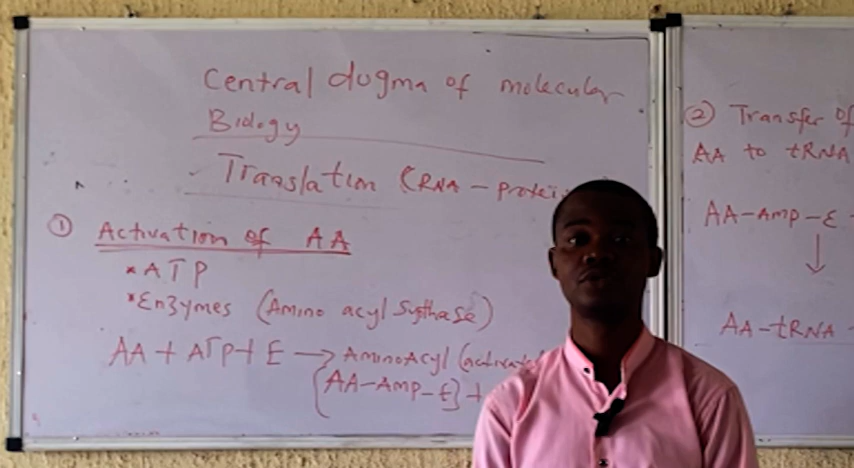 Central dogma of molecular
Biology
Translation (RNA - protei
① Activation of AA
*ATP
*Enzymes (Amino acyl Systhase)
AA + ATP + E → AminoAcyl (activate
[AA-Amp-E] +
② Transfer of
AA to tRNA
AA-Amp-E
↓
AA-tRNA